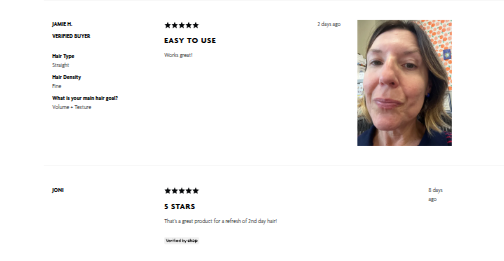 JAMIE H.
VERIFIED BUYER
Hair Type
Straight
Hair Density
Fine
What is your main hair goal?
Volume + Texture
★★★★★
2 days ago
EASY TO USE
Works great!
JONI
★★★★★
8 days ago
5 STARS
That's a great product for a refresh of 2nd day hair!
Verified by shop